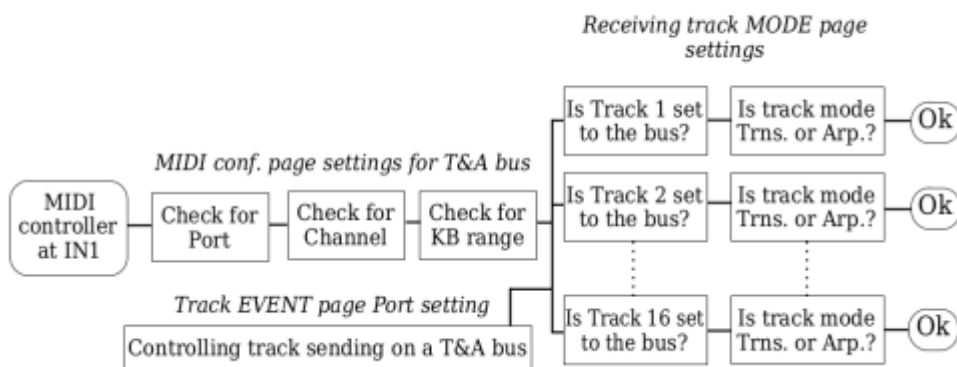 Receiving track MODE page
settings
Is Track 1 set
to the bus?
Is track mode
Trns. or Arp.?
Ok
MIDI conf. page settings for T&A bus
MIDI
controller
at IN1
Check for
Port
Check for
Channel
Check for
KB range
Is Track 2 set
to the bus?
Is track mode
Trns. or Arp.?
Ok
Track EVENT page Port setting
Controlling track sending on a T&A bus
Is Track 16 set
to the bus?
Is track mode
Trns. or Arp.?
Ok